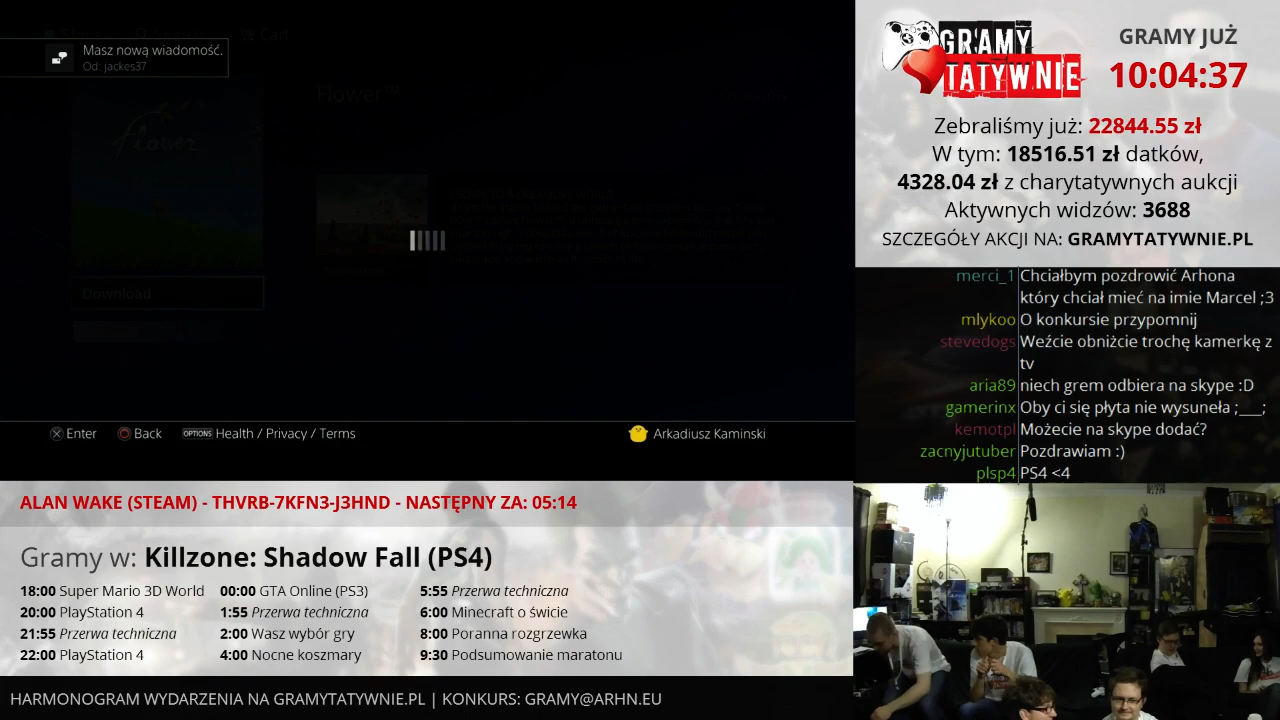 Cart
Masz nową wiadomość.
Od: jackes37
Flower™
flower
Download
Enter
Back
OPTIONS Health / Privacy / Terms
Arkadiusz Kaminski
GRAMY
TATYWNIE
GRAMY JUŻ
10:04:37
Zebraliśmy już: 22844.55 zł
W tym: 18516.51 zł datków,
4328.04 zł z charytatywnych aukcji
Aktywnych widzów: 3688
SZCZEGÓŁY AKCJI NA: GRAMYTATYWNIE.PL
merci_1 Chciałbym pozdrowić Arhona
który chciał mieć na imie Marcel ;3
mlykoo O konkursie przypomnij
stevedogs Weźcie obniżcie trochę kamerkę z
tv
aria89 niech grem odbiera na skype :D
gamerinx Oby ci się płyta nie wysuneła ;___;
kemotpl Możecie na skype dodać?
zacnyjutuber Pozdrawiam :)
plsp4 PS4 <4
ALAN WAKE (STEAM) - THVRB-7KFN3-J3HND - NASTĘPNY ZA: 05:14
Gramy w: Killzone: Shadow Fall (PS4)
18:00 Super Mario 3D World
20:00 PlayStation 4
21:55 Przerwa techniczna
22:00 PlayStation 4
00:00 GTA Online (PS3)
1:55 Przerwa techniczna
2:00 Wasz wybór gry
4:00 Nocne koszmary
5:55 Przerwa techniczna
6:00 Minecraft o świcie
8:00 Poranna rozgrzewka
9:30 Podsumowanie maratonu
HARMONOGRAM WYDARZENIA NA GRAMYTATYWNIE.PL | KONKURS: GRAMY@ARHN.EU